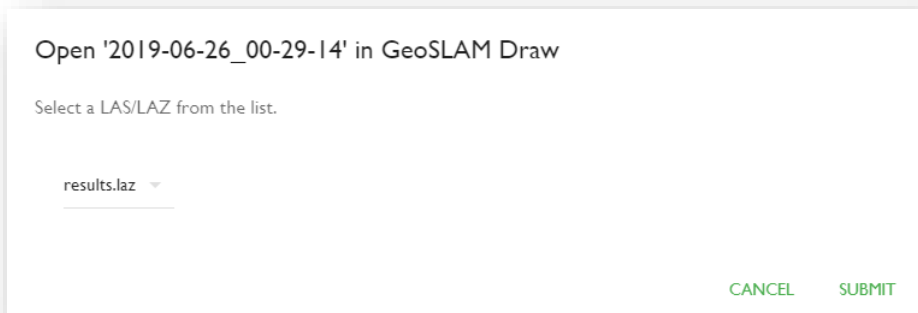 Open '2019-06-26_00-29-14' in GeoSLAM Draw
Select a LAS/LAZ from the list.
results.laz
CANCEL SUBMIT